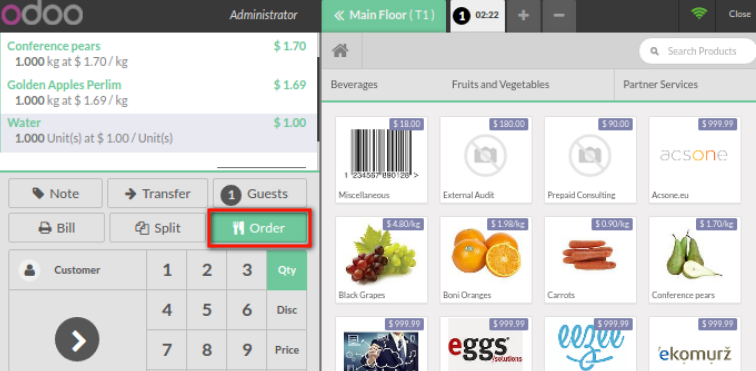 odoo
Administrator
« Main Floor ( T1 )
1 02:22
+
−
Close
Conference pears $ 1.70
1.000 kg at $ 1.70 / kg
Golden Apples Perlim $ 1.69
1.000 kg at $ 1.69 / kg
Water $ 1.00
1.000 Unit(s) at $ 1.00 / Unit(s)
Note
Transfer
1 Guests
Bill
Split
Order
Customer
1 2 3 Qty
4 5 6 Disc
7 8 9 Price
Search Products
Beverages
Fruits and Vegetables
Partner Services
$ 18.00
1 234567 890128 >
Miscellaneous
$ 180.00
External Audit
$ 90.00
Prepaid Consulting
$ 999.99
acsone
Acsone.eu
$ 4.80/kg
Black Grapes
$ 1.98/kg
Boni Oranges
$ 0.90/kg
Carrots
$ 1.70/kg
Conference pears
$ 999.99
$ 999.99
eggs
/solutions
$ 999.99
eezee
$ 999.99
ekomurz